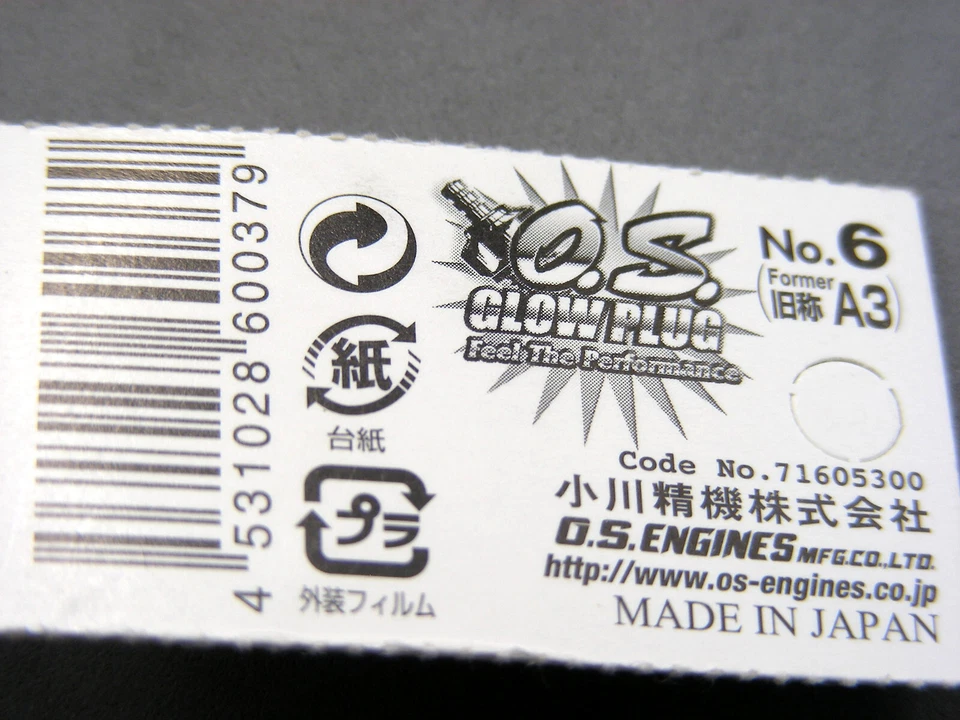 4 531028 600379
紙
台紙
プラ
外装フィルム
O.S.
GLOW PLUG
Feel The Performance
No.6
(Former 旧称 A3)
Code No.71605300
小川精機株式会社
O.S.ENGINES MFG.CO.,LTD.
http://www.os-engines.co.jp
MADE IN JAPAN